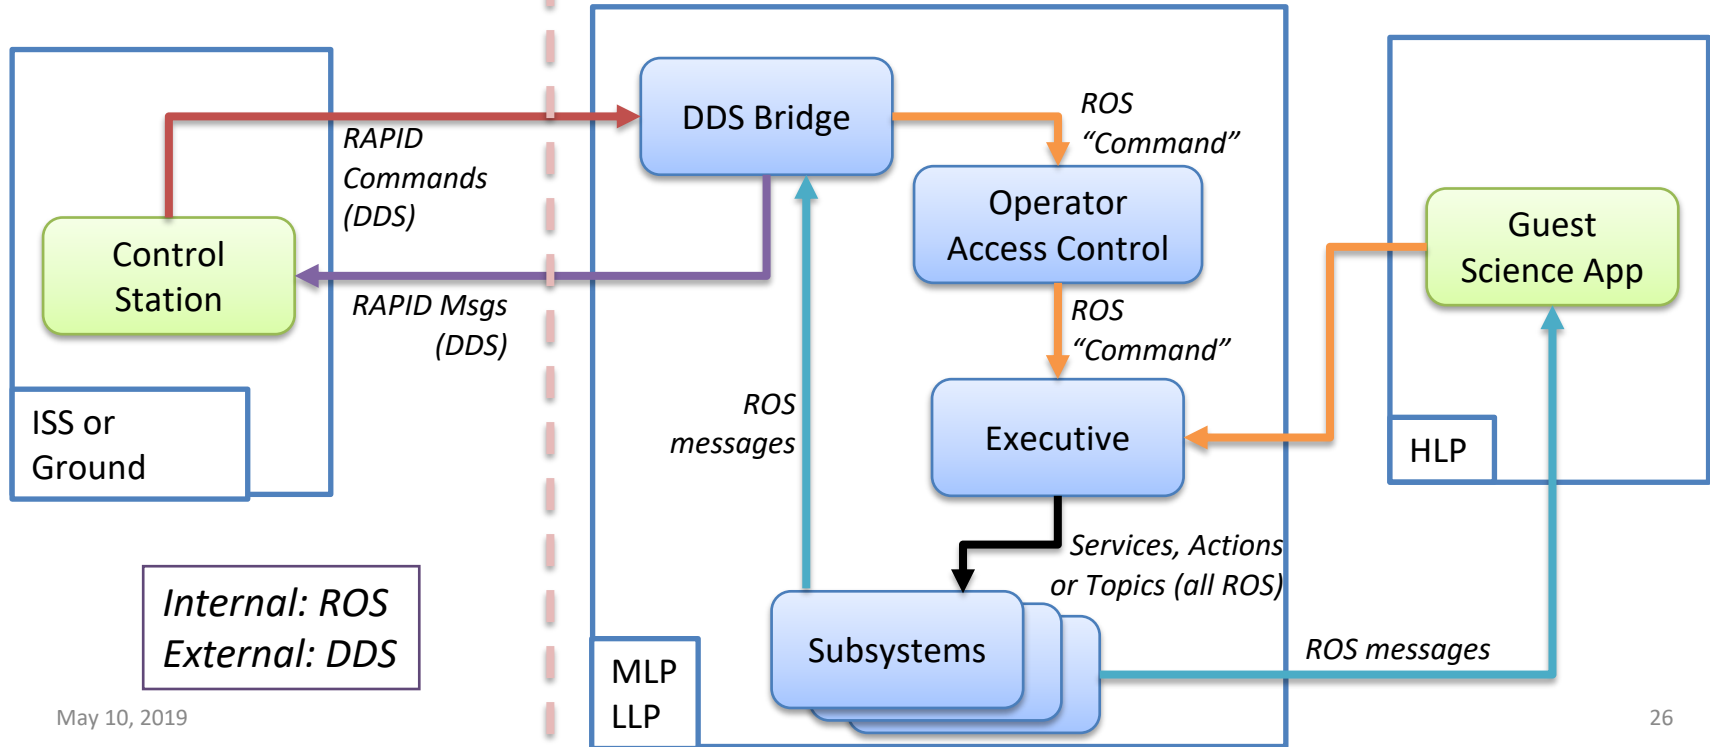 RAPID
Commands
(DDS)
Control
Station
RAPID Msgs
(DDS)
ISS or
Ground
Internal: ROS
External: DDS
May 10, 2019
DDS Bridge
ROS
“Command”
Operator
Access Control
ROS
“Command”
ROS
messages
Executive
Services, Actions
or Topics (all ROS)
Subsystems
MLP
LLP
Guest
Science App
HLP
ROS messages
26